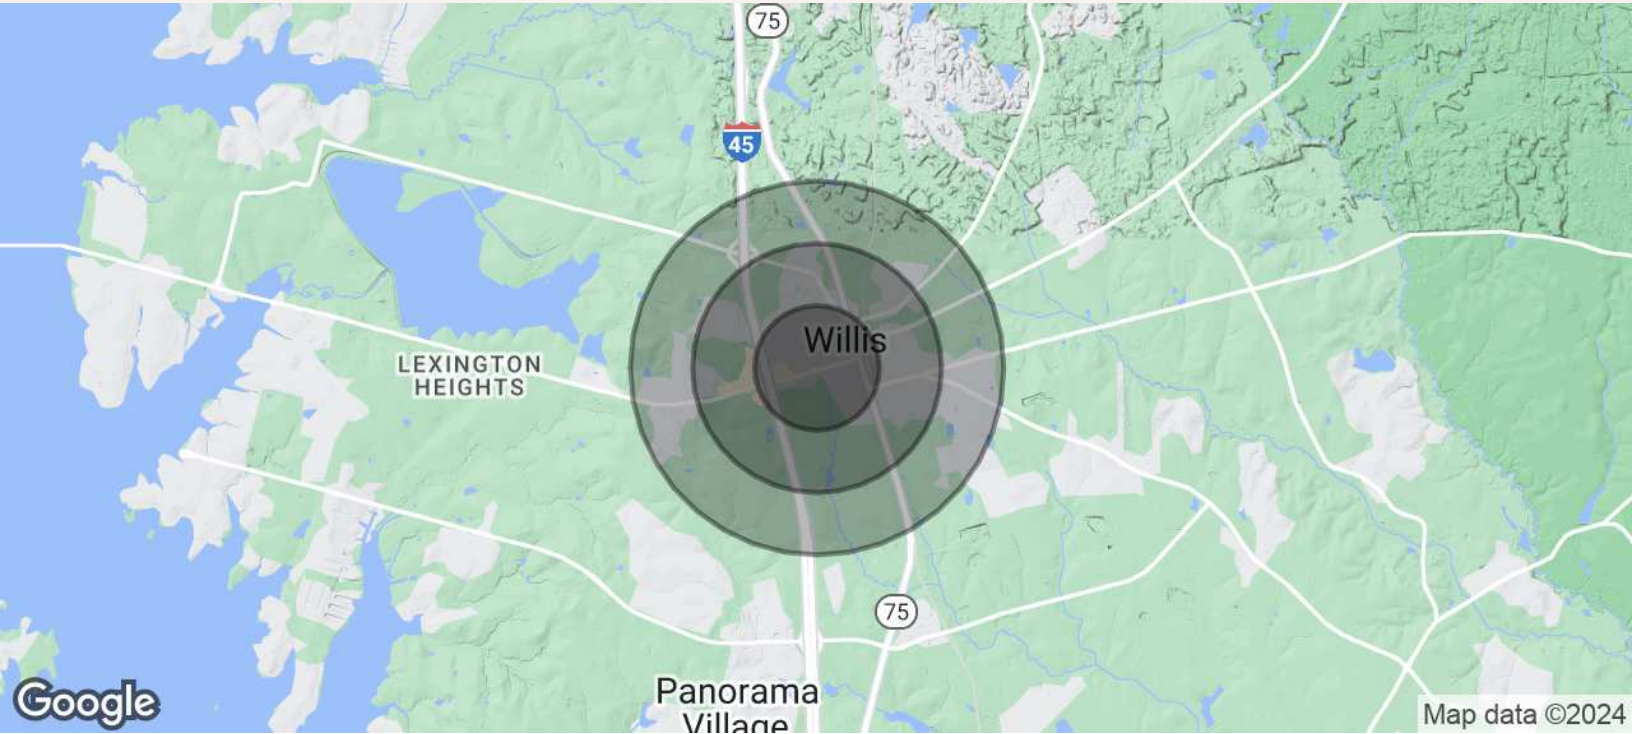 75
45
Willis
LEXINGTON
HEIGHTS
75
Panorama
Village
Google
Map data ©2024